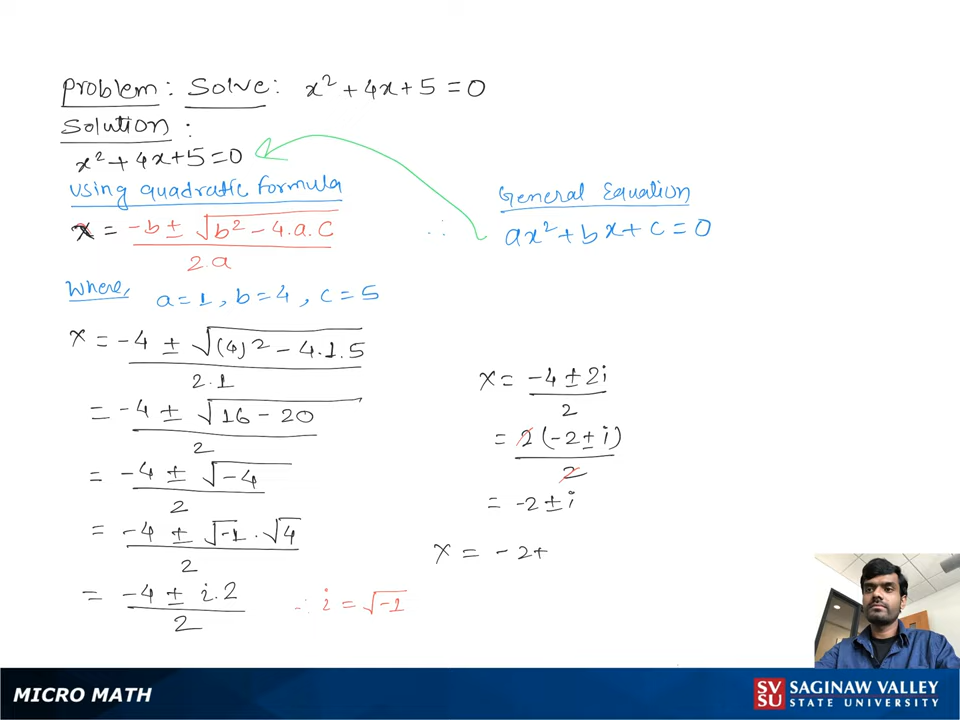 Problem: Solve: x² + 4x + 5 = 0
Solution:
x² + 4x + 5 = 0
Using quadratic formula
x = -b ± √b² - 4.a.c / 2.a
Where, a = 1, b = 4, c = 5
x = -4 ± √(4)² - 4.1.5 / 2.1
= -4 ± √16 - 20 / 2
= -4 ± √-4 / 2
= -4 ± √-1 . √4 / 2
= -4 ± i.2 / 2 ∴ i = √-1
∴ General Equation
ax² + bx + c = 0
x = -4 ± 2i / 2
= 2(-2 ± i) / 2
= -2 ± i
x = -2+
MICRO MATH
SV
SU
SAGINAW VALLEY
STATE UNIVERSITY